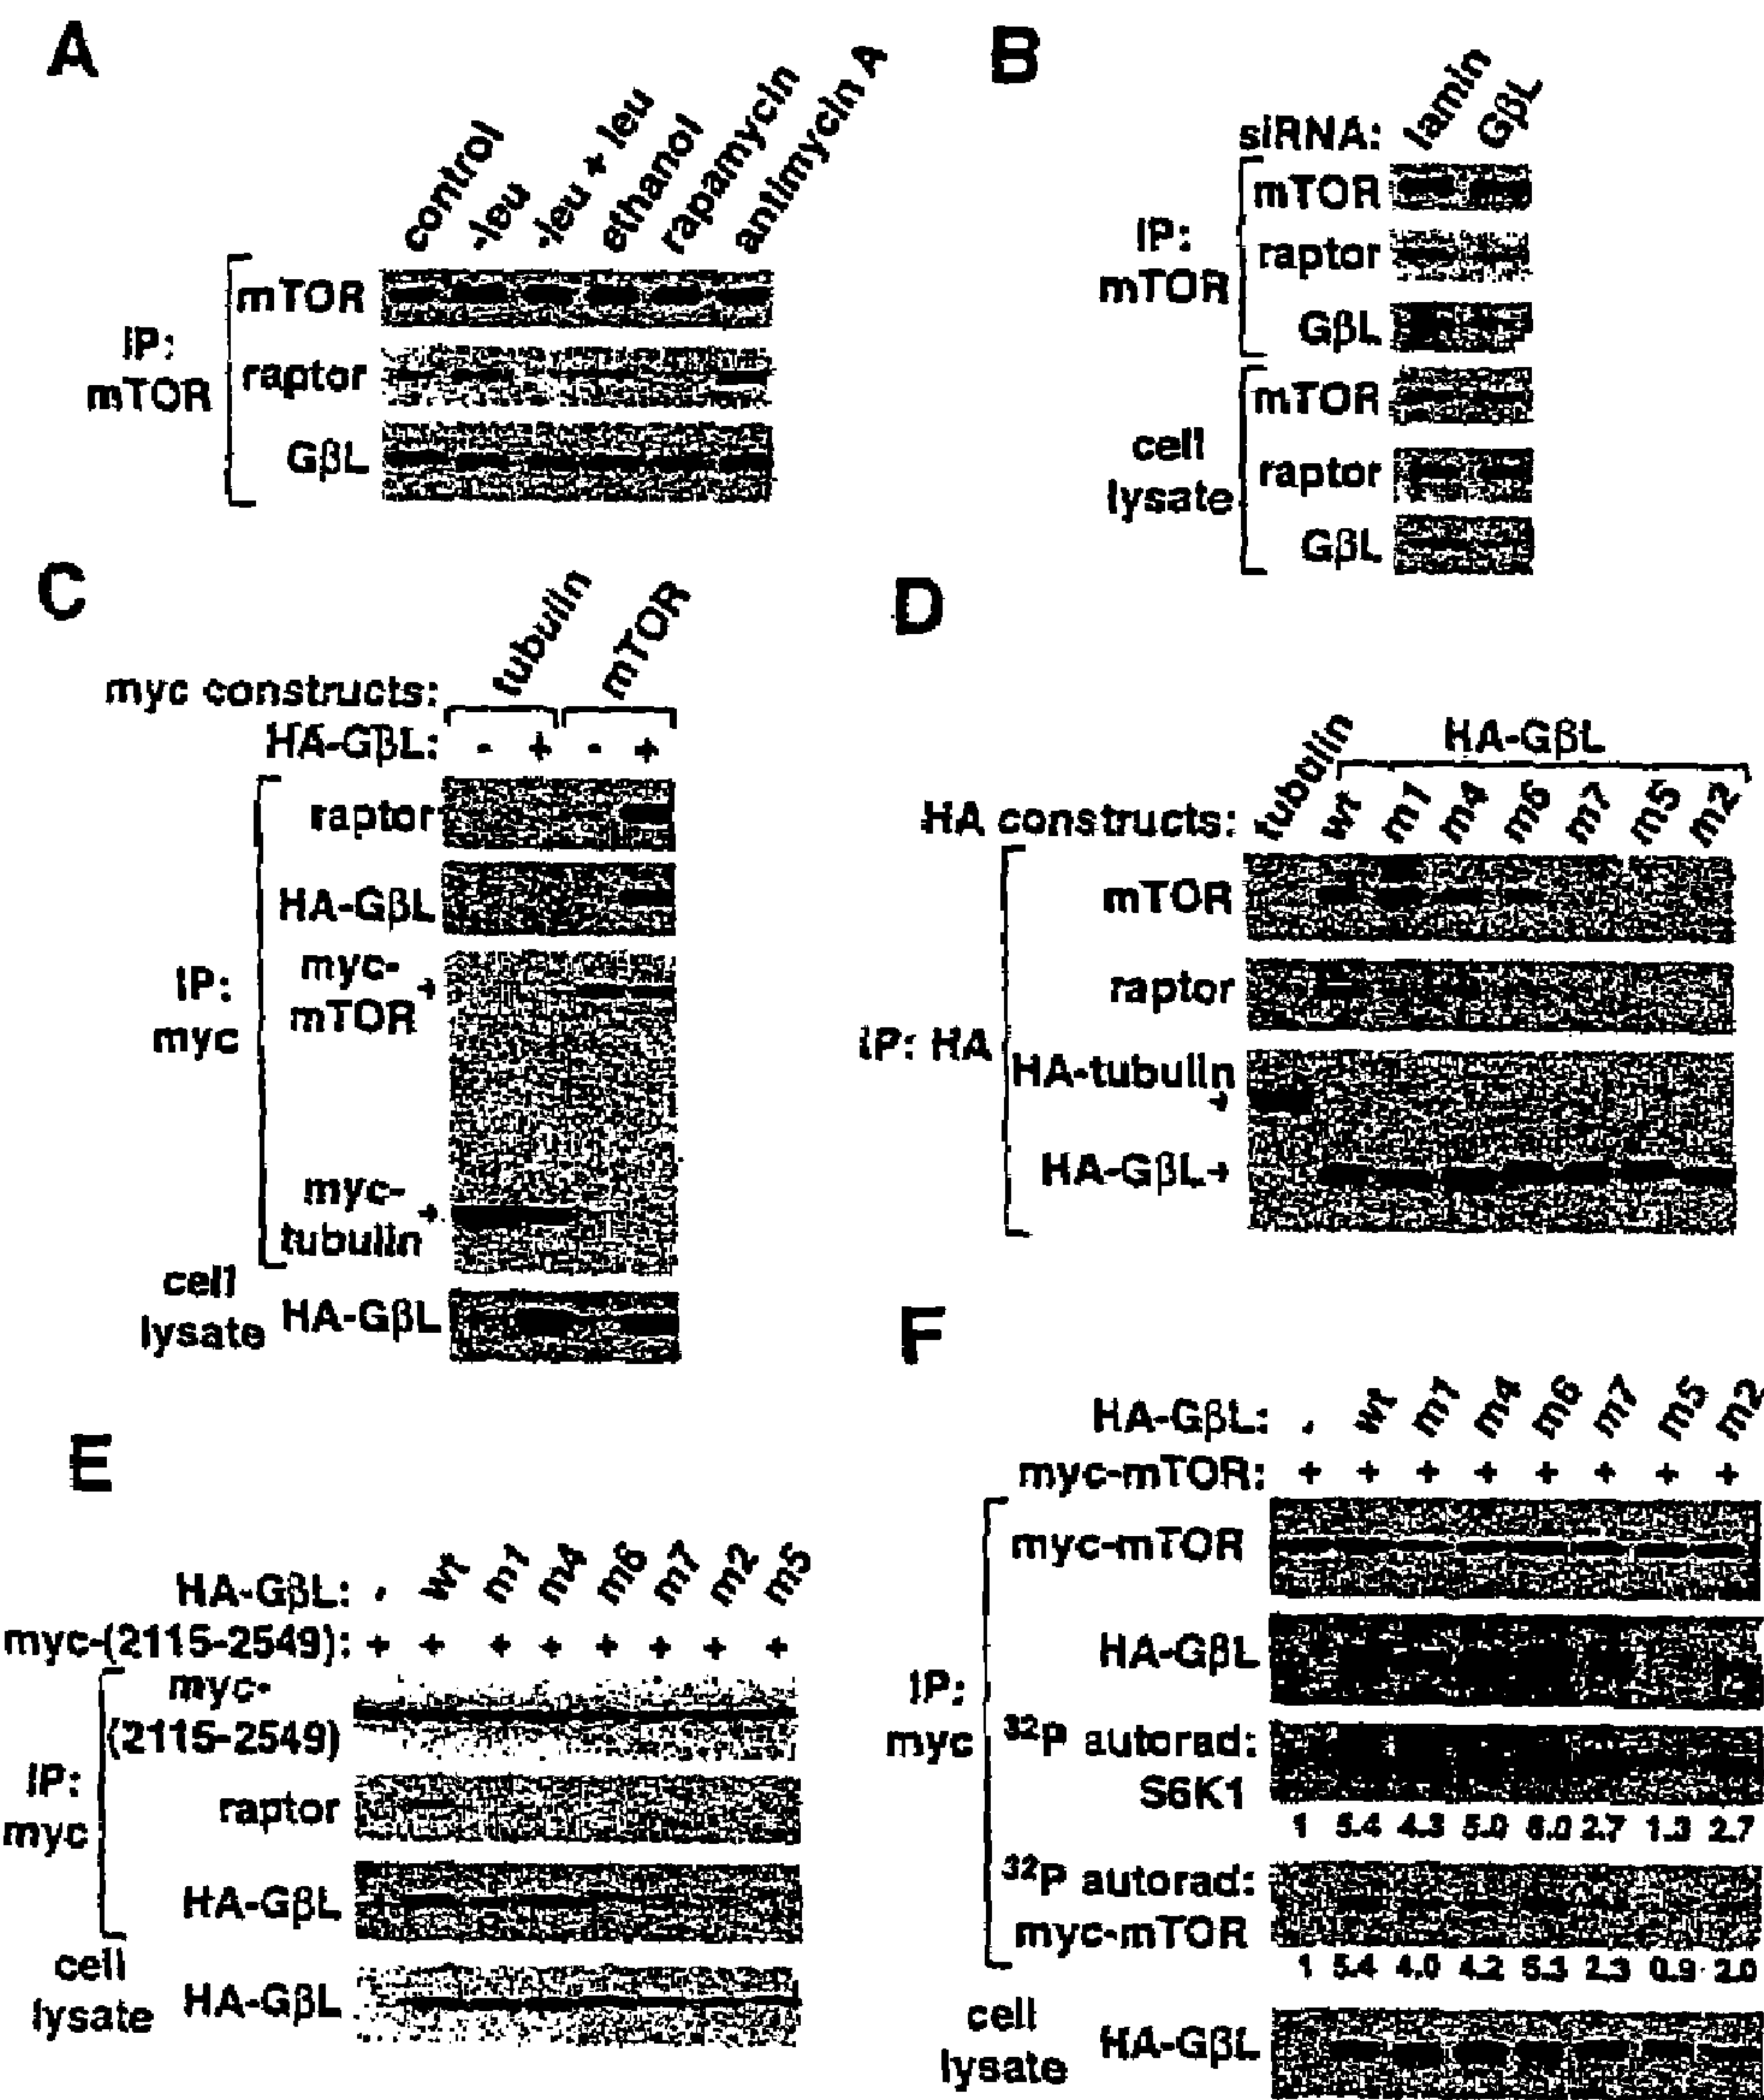 A
control -leu -leu + leu ethanol rapamycin antimycin A
IP:
mTOR
mTOR
raptor
GβL
B
siRNA: lamin GβL
IP:
mTOR
mTOR
raptor
GβL
cell
lysate
mTOR
raptor
GβL
C
myc constructs: tubulin mTOR
HA-GβL: - + - +
IP:
myc
raptor
HA-GβL
myc-
mTOR
myc-
tubulin
cell
lysate
HA-GβL
D
HA-GβL
HA constructs: tubulin wt m1 m4 m6 m7 m5 m2
IP: HA
mTOR
raptor
HA-tubulin
HA-GβL
E
HA-GβL: - wt m1 m4 m6 m7 m2 m5
myc-(2115-2549): + + + + + + + +
IP:
myc
myc-
(2115-2549)
raptor
HA-GβL
cell
lysate
HA-GβL
F
HA-GβL: - wt m1 m4 m6 m7 m5 m2
myc-mTOR: + + + + + + + +
IP:
myc
myc-mTOR
HA-GβL
32P autorad:
S6K1
1 5.4 4.3 5.0 6.0 2.7 1.3 2.7
32P autorad:
myc-mTOR
1 5.4 4.0 4.2 5.3 2.3 0.9 2.0
cell
lysate
HA-GβL